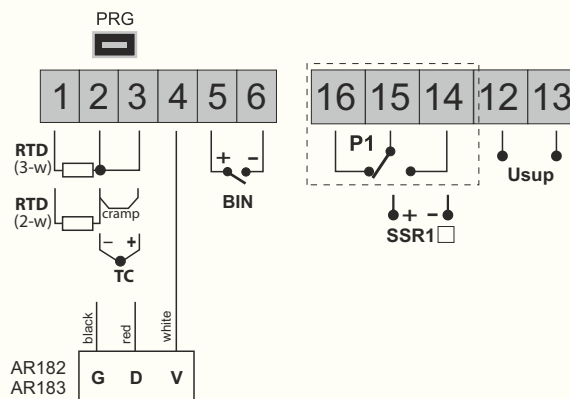 PRG
1 2 3 4 5 6 16 15 14 12 13
RTD
(3-w)
+ -
BIN
P1
Usup
RTD
(2-w)
cramp
- +
TC
+ -
SSR1
black
red
white
AR182
AR183
G D V